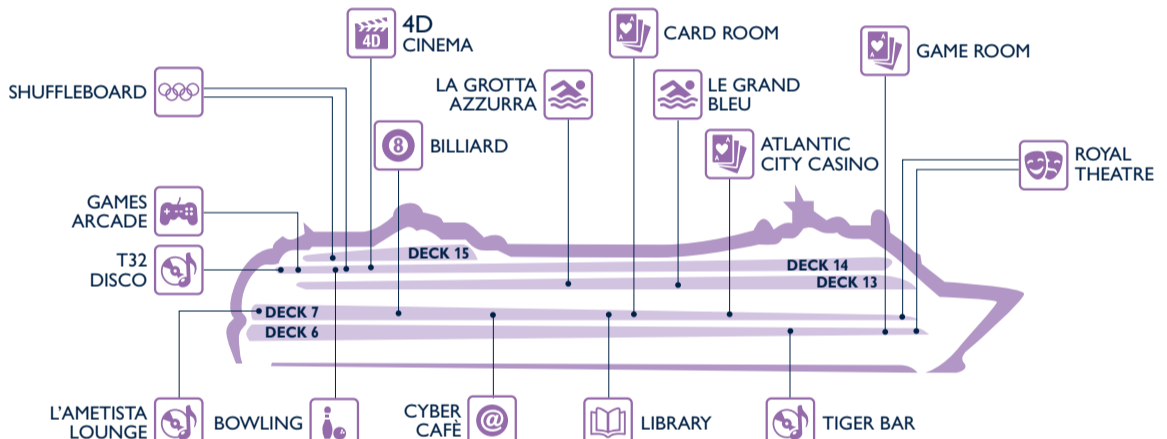 4D
CINEMA
4D
CARD ROOM
A
GAME ROOM
A
SHUFFLEBOARD
LA GROTTA
AZZURRA
LE GRAND
BLEU
8
BILLIARD
A
ATLANTIC
CITY CASINO
ROYAL
THEATRE
GAMES
ARCADE
T32
DISCO
DECK 15
DECK 14
DECK 13
DECK 7
DECK 6
L'AMETISTA
LOUNGE
BOWLING
CYBER
CAFÈ
@
LIBRARY
TIGER BAR